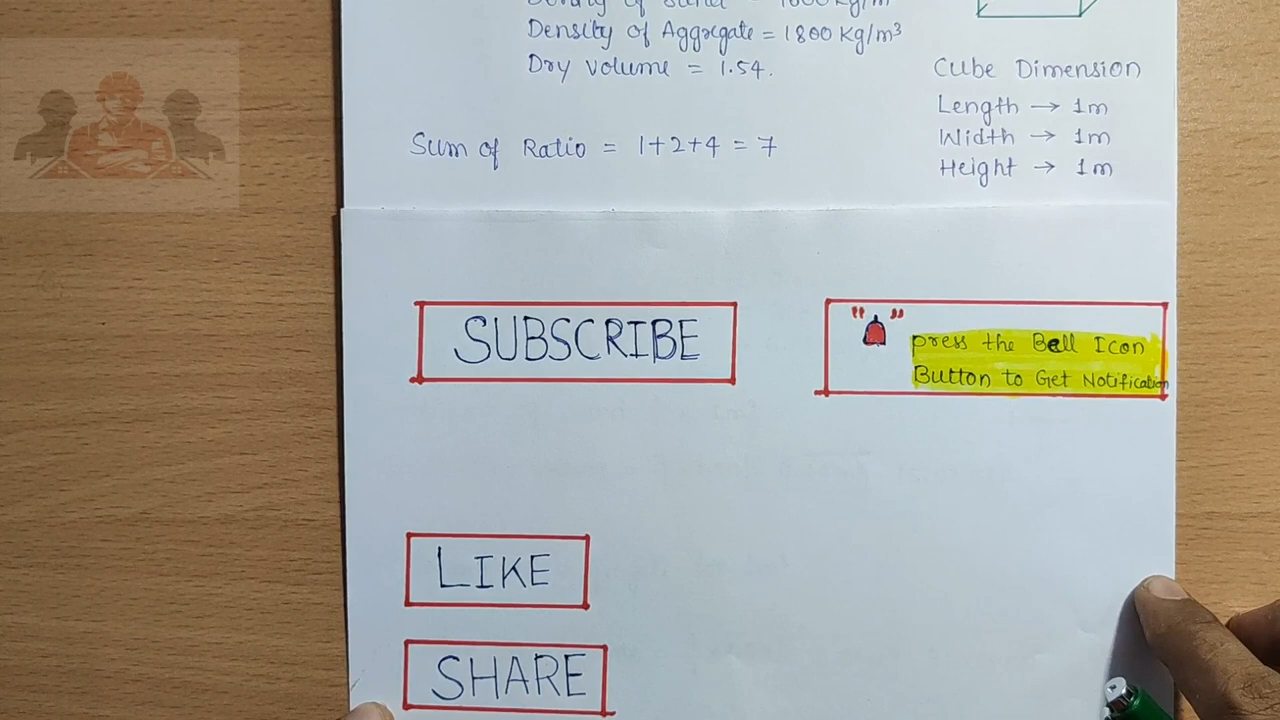 Density of Aggregate = 1800 Kg/m³
Dry Volume = 1.54.
Cube Dimension
Length → 1m
Width → 1m
Height → 1m
Sum of Ratio = 1+2+4 = 7
SUBSCRIBE
" "
press the Bell Icon
Button to Get Notification
LIKE
SHARE